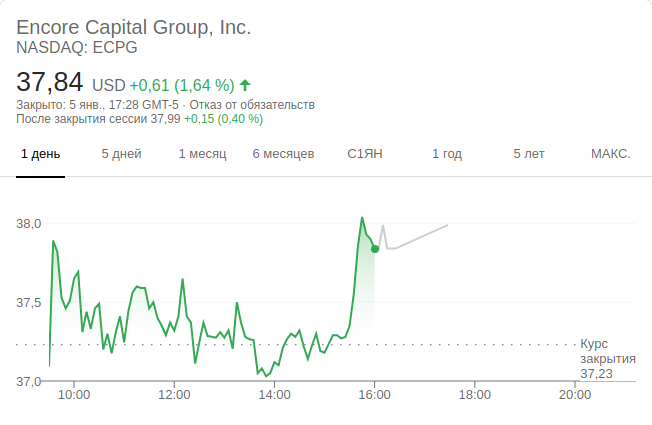 Encore Capital Group, Inc.
NASDAQ: ECPG
37,84 USD +0,61 (1,64 %)
Закрыто: 5 янв., 17:28 GMT-5 · Отказ от обязательств
После закрытия сессии 37,99 +0,15 (0,40 %)
1 день 5 дней 1 месяц 6 месяцев С1ЯН 1 год 5 лет МАКС.
38,0
37,5
Курс
закрытия
37,23
37,0
10:00 12:00 14:00 16:00 18:00 20:00